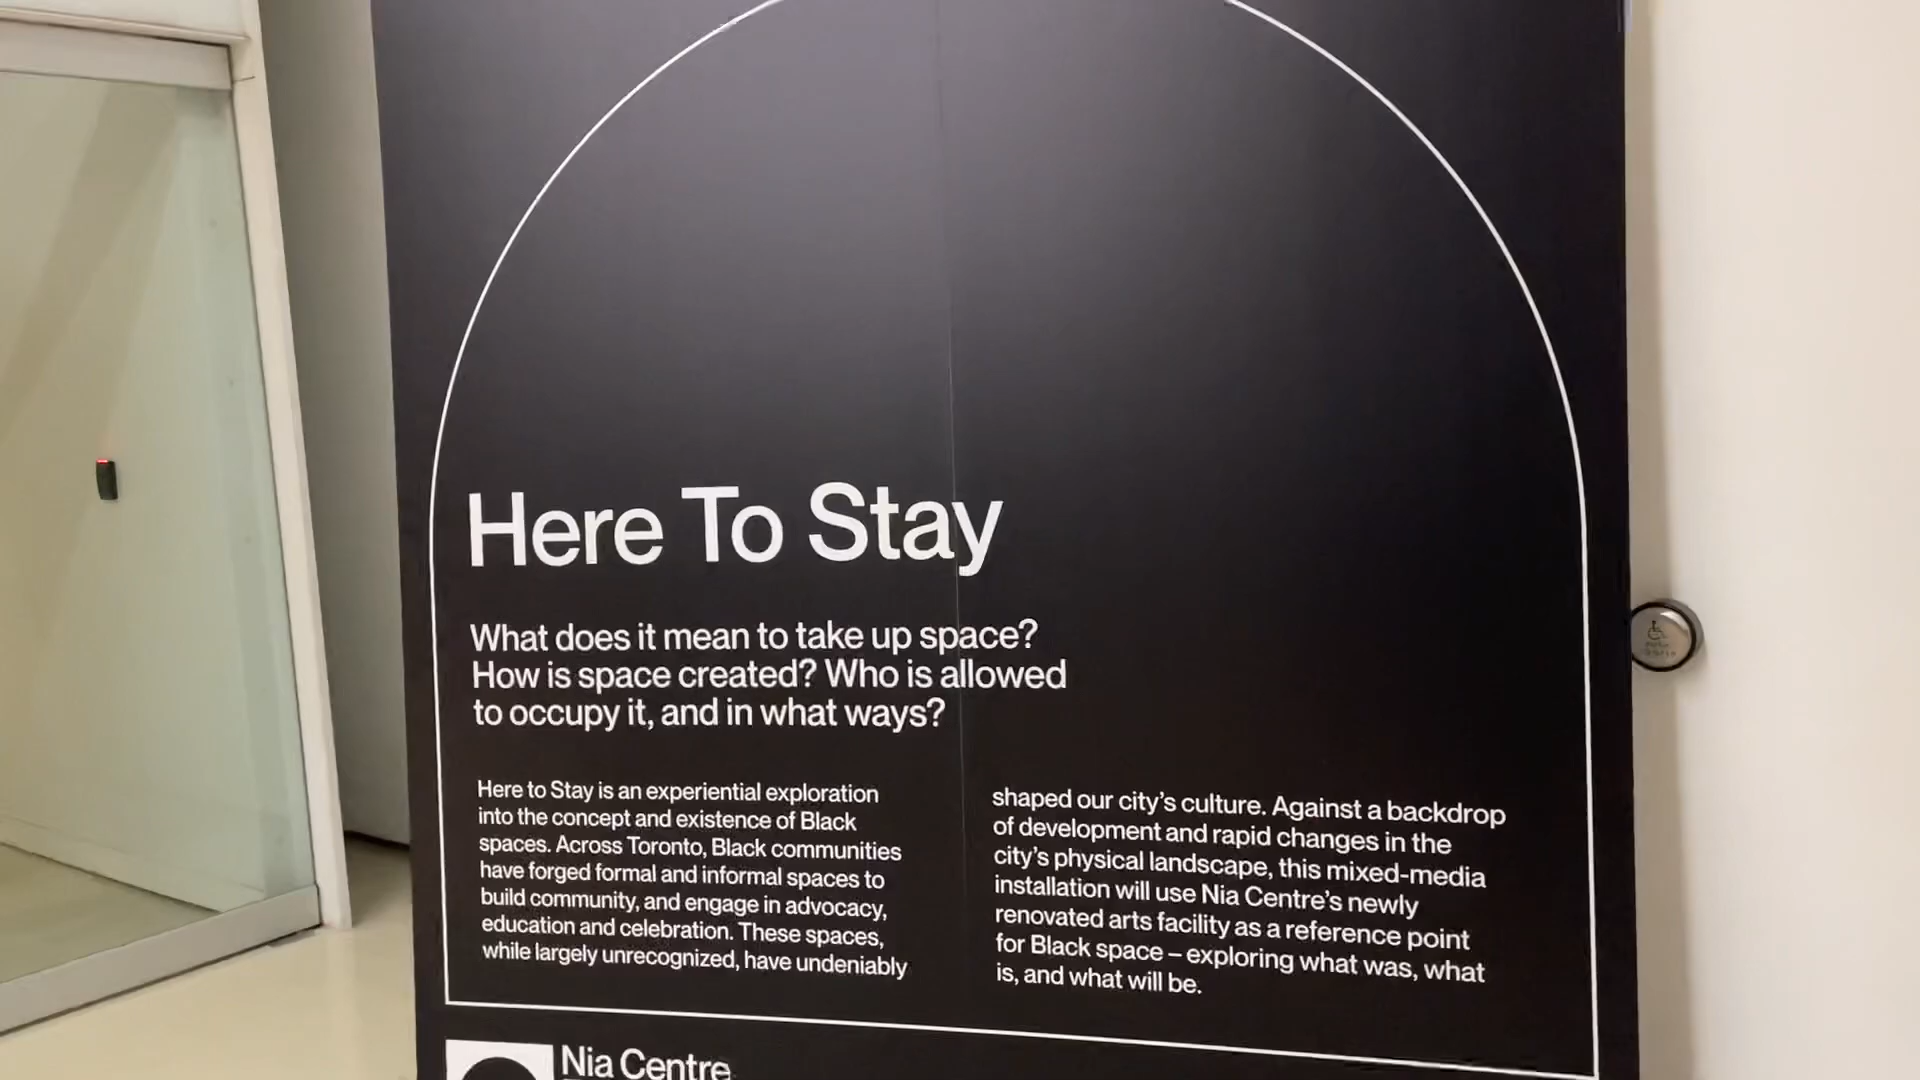 Here To Stay
What does it mean to take up space?
How is space created? Who is allowed
to occupy it, and in what ways?
Here to Stay is an experiential exploration
into the concept and existence of Black
spaces. Across Toronto, Black communities
have forged formal and informal spaces to
build community, and engage in advocacy,
education and celebration. These spaces,
while largely unrecognized, have undeniably
shaped our city’s culture. Against a backdrop
of development and rapid changes in the
city’s physical landscape, this mixed-media
installation will use Nia Centre’s newly
renovated arts facility as a reference point
for Black space – exploring what was, what
is, and what will be.
Nia Centre